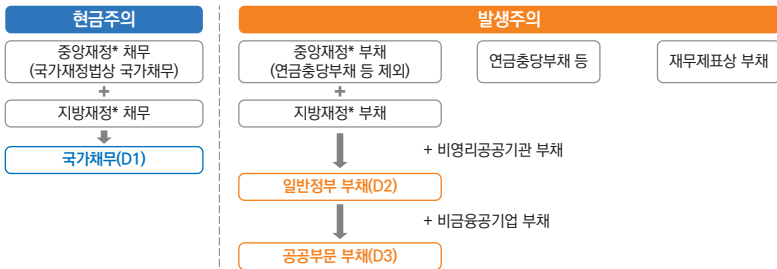 현금주의
중앙재정* 채무
(국가재정법상 국가채무)
+
지방재정* 채무
국가채무(D1)
발생주의
중앙재정* 부채
(연금충당부채 등 제외)
+
지방재정* 부채
연금충당부채 등
재무제표상 부채
+ 비영리공공기관 부채
일반정부 부채(D2)
+ 비금융공기업 부채
공공부문 부채(D3)